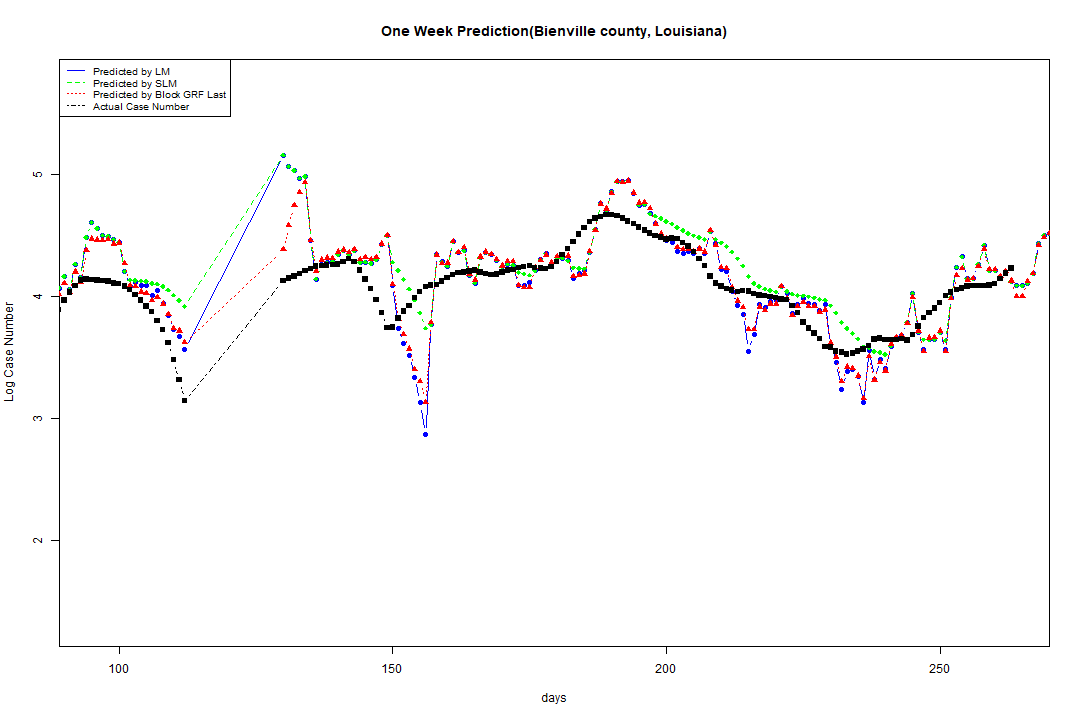 One Week Prediction(Bienville county, Louisiana)
Predicted by LM
Predicted by SLM
Predicted by Block GRF Last
Actual Case Number
Log Case Number
5
4
3
2
100
150
200
250
days